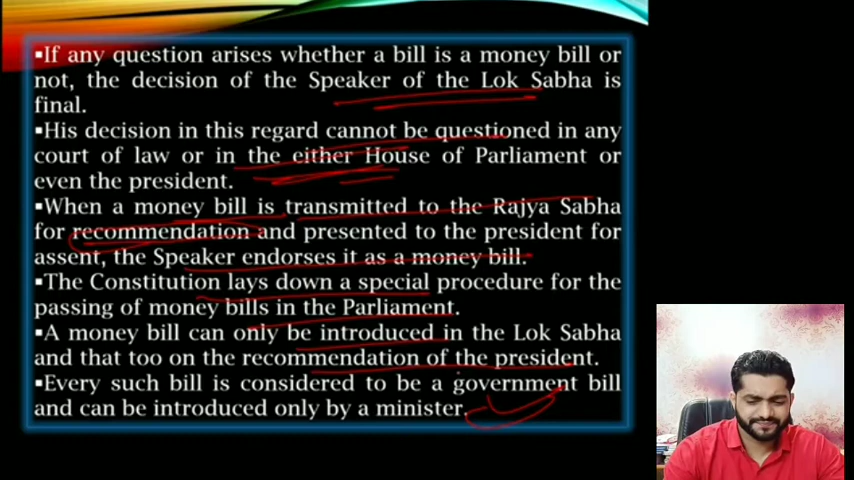 ▪If any question arises whether a bill is a money bill or
not, the decision of the Speaker of the Lok Sabha is
final.
▪His decision in this regard cannot be questioned in any
court of law or in the either House of Parliament or
even the president.
▪When a money bill is transmitted to the Rajya Sabha
for recommendation and presented to the president for
assent, the Speaker endorses it as a money bill.
▪The Constitution lays down a special procedure for the
passing of money bills in the Parliament.
▪A money bill can only be introduced in the Lok Sabha
and that too on the recommendation of the president.
▪Every such bill is considered to be a government bill
and can be introduced only by a minister.